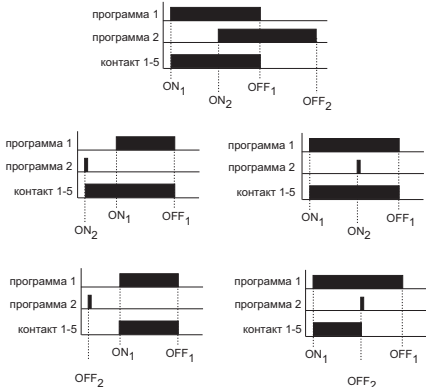 программа 1
программа 2
контакт 1-5
ON1 ON2 OFF1 OFF2
программа 1
программа 2
контакт 1-5
ON2 ON1 OFF1
программа 1
программа 2
контакт 1-5
ON1 ON2 OFF1
программа 1
программа 2
контакт 1-5
ON1 OFF1
OFF2
программа 1
программа 2
контакт 1-5
ON1 OFF1
OFF2